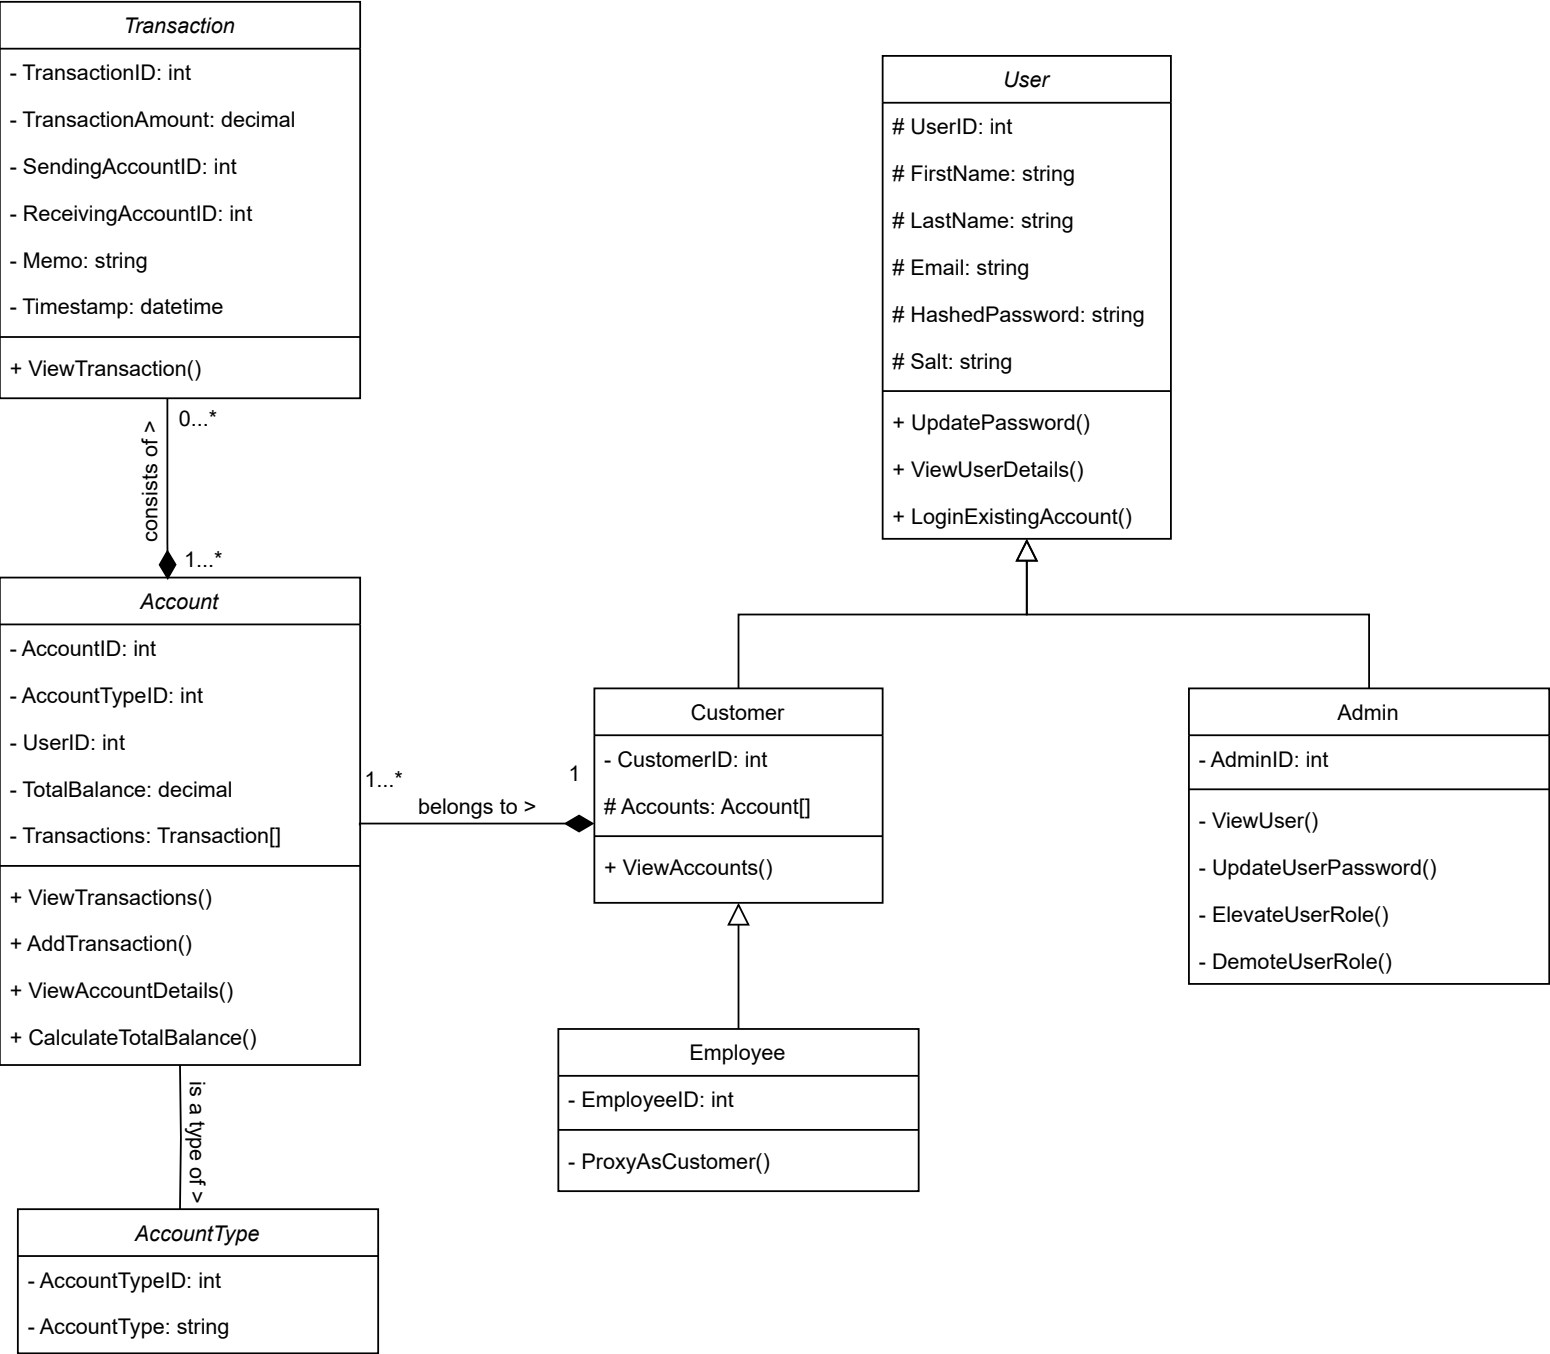 Transaction
- TransactionID: int
- TransactionAmount: decimal
- SendingAccountID: int
- ReceivingAccountID: int
- Memo: string
- Timestamp: datetime
+ ViewTransaction()
0...*
consists of >
1...*
Account
- AccountID: int
- AccountTypeID: int
- UserID: int
- TotalBalance: decimal
- Transactions: Transaction[]
+ ViewTransactions()
+ AddTransaction()
+ ViewAccountDetails()
+ CalculateTotalBalance()
is a type of >
AccountType
- AccountTypeID: int
- AccountType: string
1...*
belongs to >
1
User
# UserID: int
# FirstName: string
# LastName: string
# Email: string
# HashedPassword: string
# Salt: string
+ UpdatePassword()
+ ViewUserDetails()
+ LoginExistingAccount()
Customer
- CustomerID: int
# Accounts: Account[]
+ ViewAccounts()
Employee
- EmployeeID: int
- ProxyAsCustomer()
Admin
- AdminID: int
- ViewUser()
- UpdateUserPassword()
- ElevateUserRole()
- DemoteUserRole()